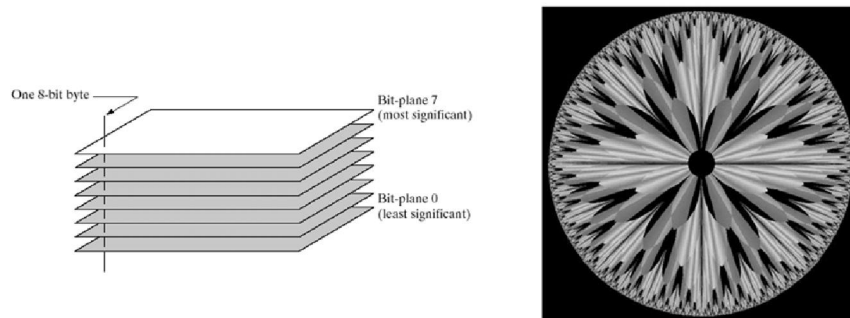 One 8-bit byte
Bit-plane 7
(most significant)
Bit-plane 0
(least significant)